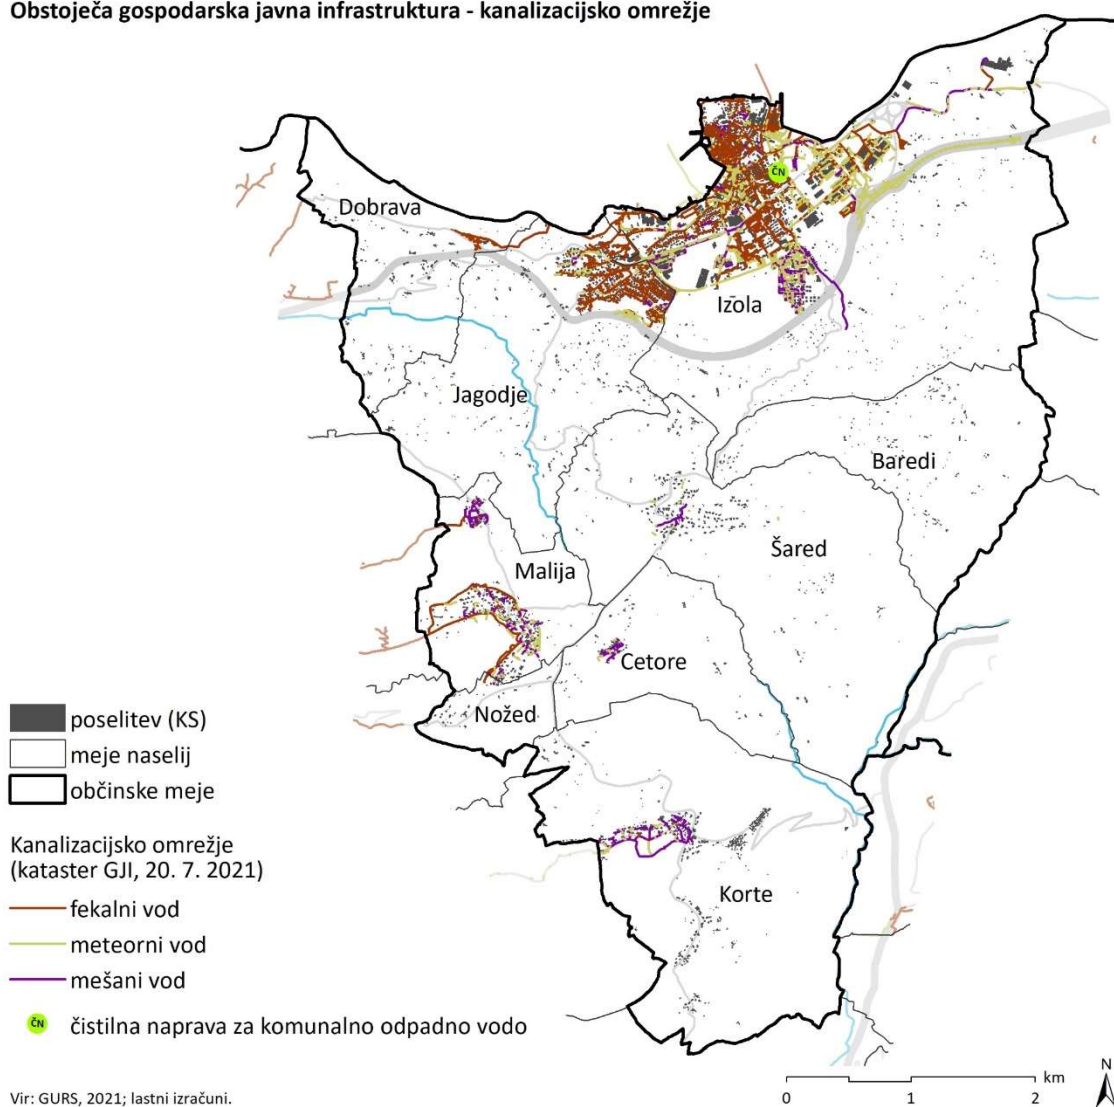 Obstoječa gospodarska javna infrastruktura - kanalizacijsko omrežje
ČN
Dobrava
Izola
Jagodje
Baredi
Šared
Malija
Cetore
Nožed
Korte
poselitev (KS)
meje naselij
občinske meje
Kanalizacijsko omrežje
(kataster GJI, 20. 7. 2021)
fekalni vod
meteorni vod
mešani vod
ČN čistilna naprava za komunalno odpadno vodo
Vir: GURS, 2021; lastni izračuni.
km
0 1 2
N